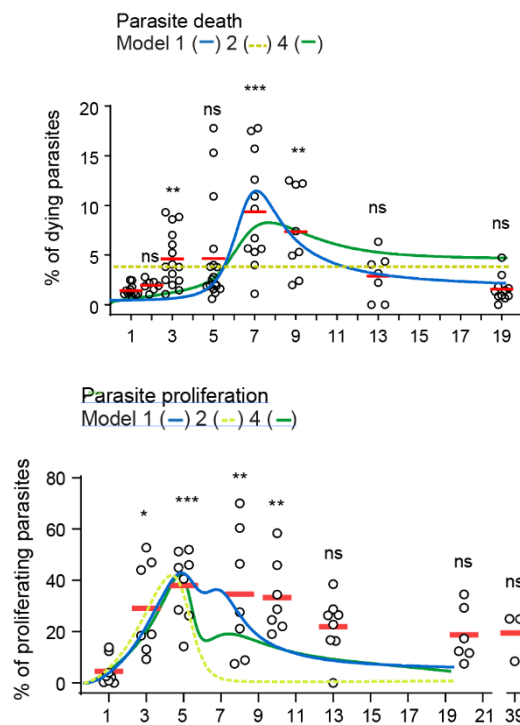 Parasite death
Model 1 (—) 2 (---) 4 (—)
% of dying parasites
20
15
10
5
0
ns
**
ns
***
**
ns
ns
1 3 5 7 9 11 13 15 17 19
Parasite proliferation
Model 1 (—) 2 (---) 4 (—)
% of proliferating parasites
80
60
40
20
0
*
***
**
**
ns
ns
ns
1 3 5 7 9 11 13 15 17 19 21 39